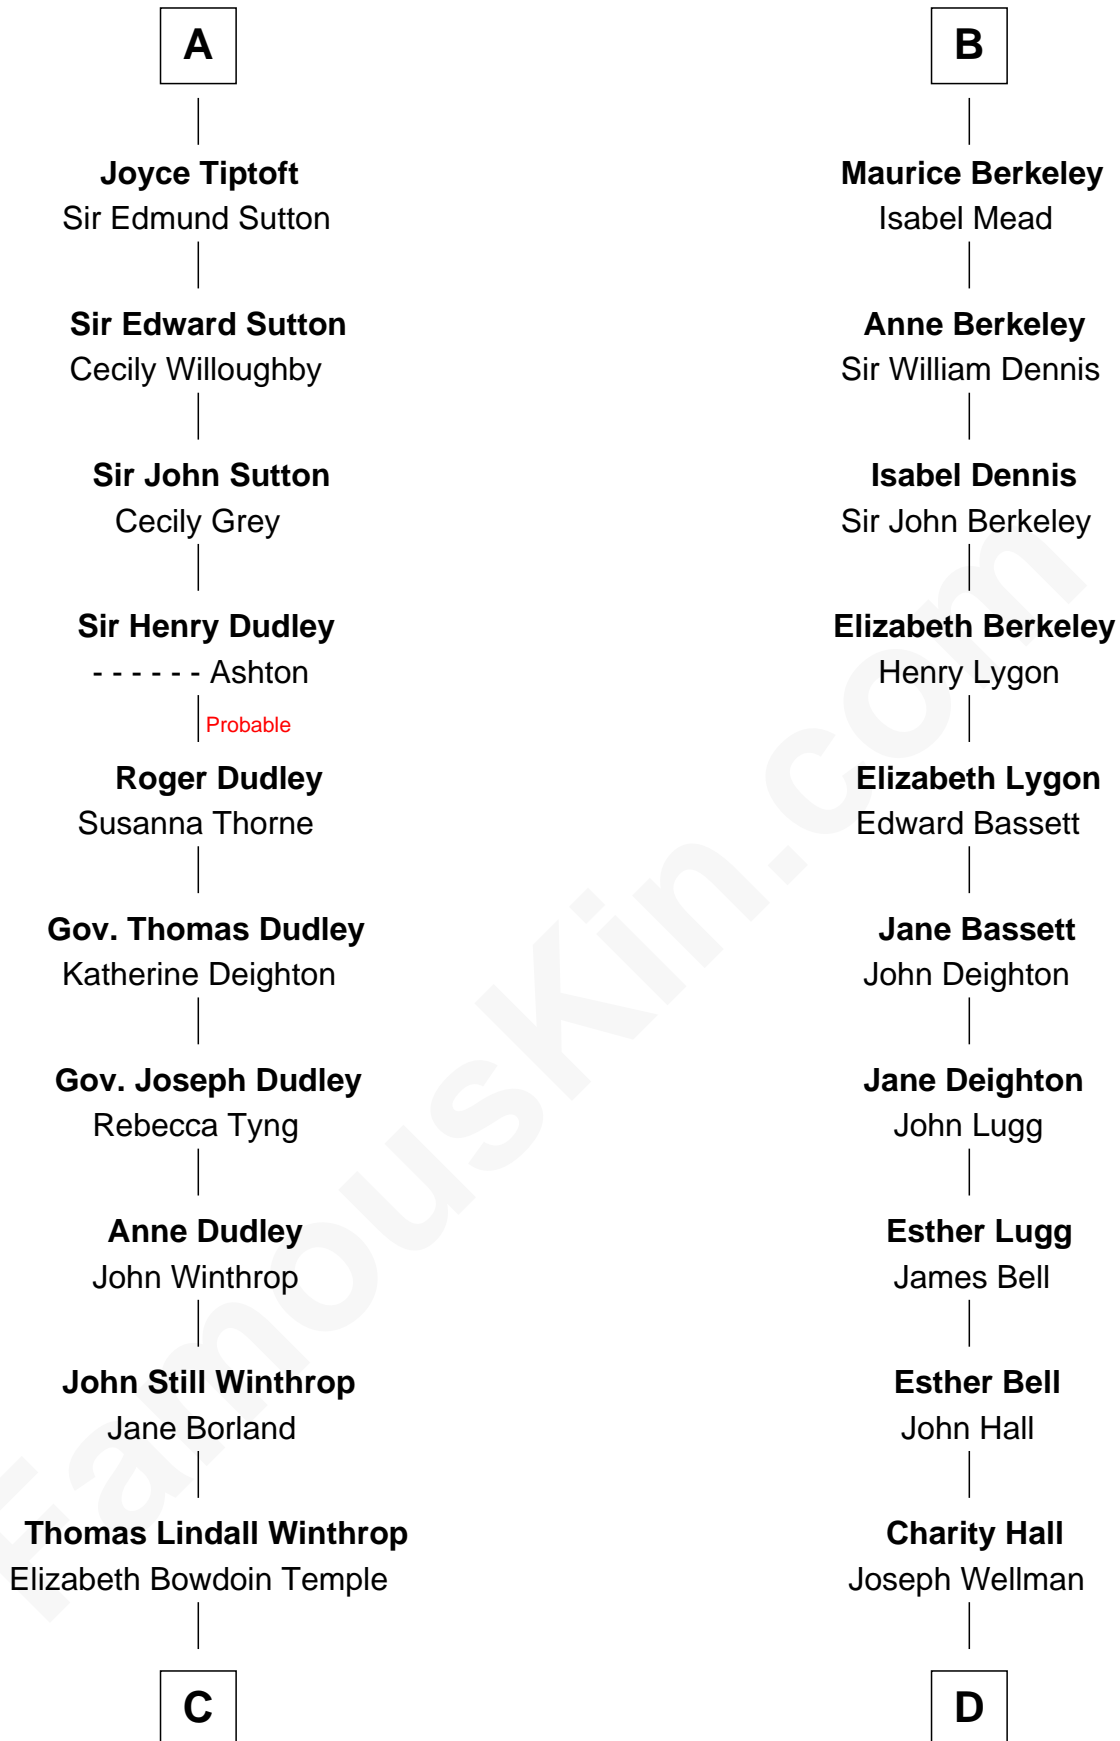 A
Joyce Tiptoft
Sir Edmund Sutton
Sir Edward Sutton
Cecily Willoughby
Sir John Sutton
Cecily Grey
Sir Henry Dudley
- - - - - - Ashton
Probable
Roger Dudley
Susanna Thorne
Gov. Thomas Dudley
Katherine Deighton
Gov. Joseph Dudley
Rebecca Tyng
Anne Dudley
John Winthrop
John Still Winthrop
Jane Borland
Thomas Lindall Winthrop
Elizabeth Bowdoin Temple
C
B
Maurice Berkeley
Isabel Mead
Anne Berkeley
Sir William Dennis
Isabel Dennis
Sir John Berkeley
Elizabeth Berkeley
Henry Lygon
Elizabeth Lygon
Edward Bassett
Jane Bassett
John Deighton
Jane Deighton
John Lugg
Esther Lugg
James Bell
Esther Bell
John Hall
Charity Hall
Joseph Wellman
D
FamousKin.com